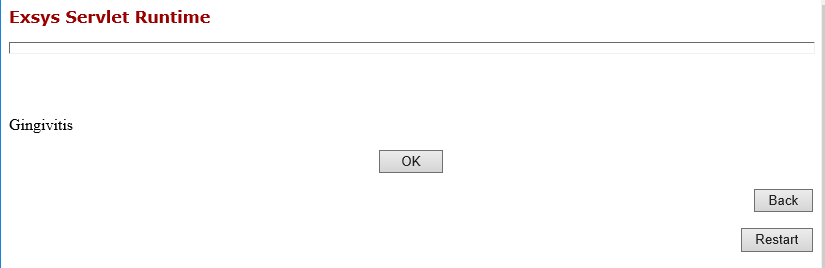 Exsys Servlet Runtime
Gingivitis
OK
Back
Restart